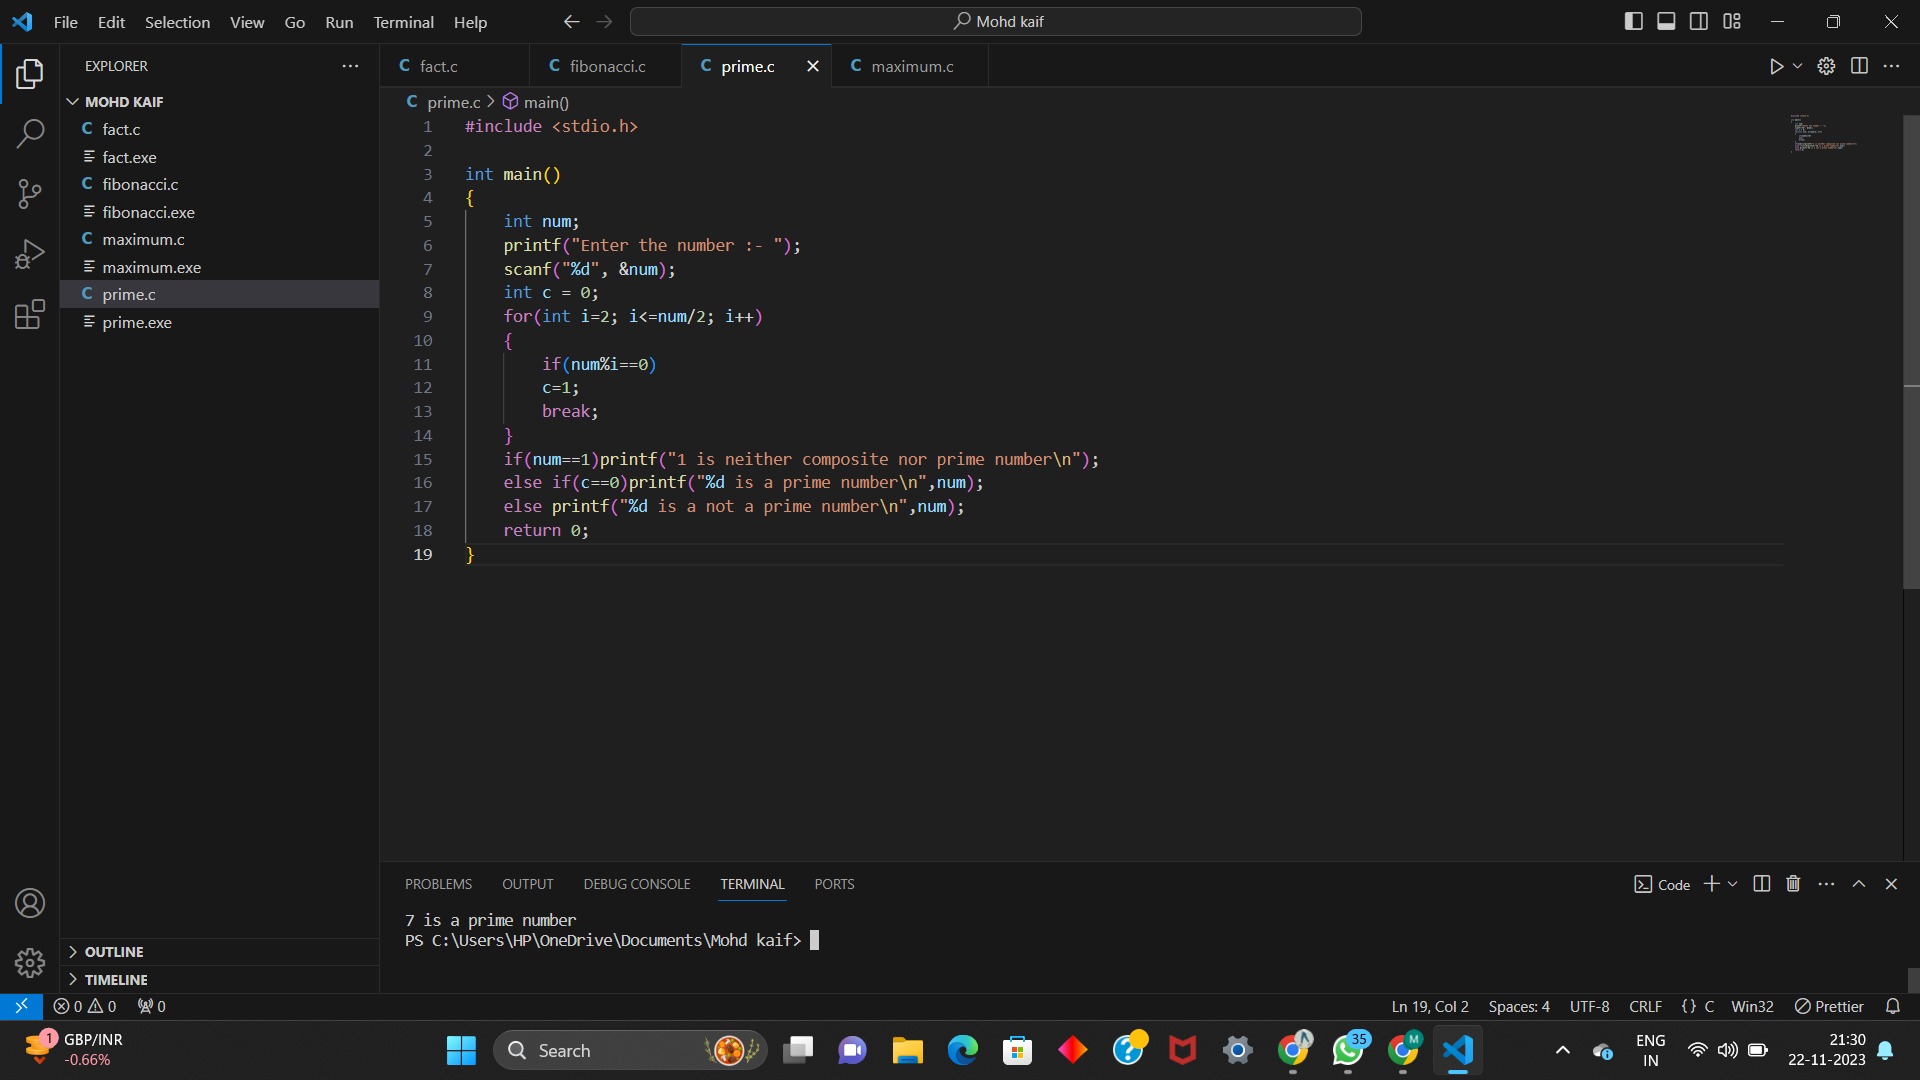 File Edit Selection View Go Run Terminal Help
Mohd kaif
EXPLORER
MOHD KAIF
C fact.c
fact.exe
C fibonacci.c
fibonacci.exe
C maximum.c
maximum.exe
C prime.c
prime.exe
OUTLINE
TIMELINE
C fact.c C fibonacci.c C prime.c C maximum.c
C prime.c > main()
1 #include <stdio.h>
2
3 int main()
4 {
5     int num;
6     printf("Enter the number :- ");
7     scanf("%d", &num);
8     int c = 0;
9     for(int i=2; i<=num/2; i++)
10     {
11         if(num%i==0)
12         c=1;
13         break;
14     }
15     if(num==1)printf("1 is neither composite nor prime number\n");
16     else if(c==0)printf("%d is a prime number\n",num);
17     else printf("%d is a not a prime number\n",num);
18     return 0;
19 }
PROBLEMS OUTPUT DEBUG CONSOLE TERMINAL PORTS
Code
7 is a prime number
PS C:\Users\HP\OneDrive\Documents\Mohd kaif>
0 0 0
Ln 19, Col 2 Spaces: 4 UTF-8 CRLF {} C Win32 Prettier
1 GBP/INR
-0.66%
Search
35
M
ENG
IN
21:30
22-11-2023